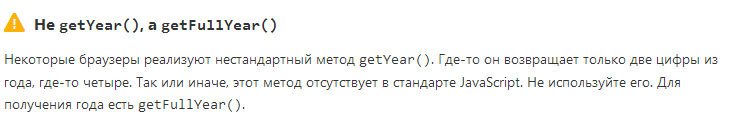 Не getYear(), а getFullYear()
Некоторые браузеры реализуют нестандартный метод getYear(). Где-то он возвращает только две цифры из
года, где-то четыре. Так или иначе, этот метод отсутствует в стандарте JavaScript. Не используйте его. Для
получения года есть getFullYear().